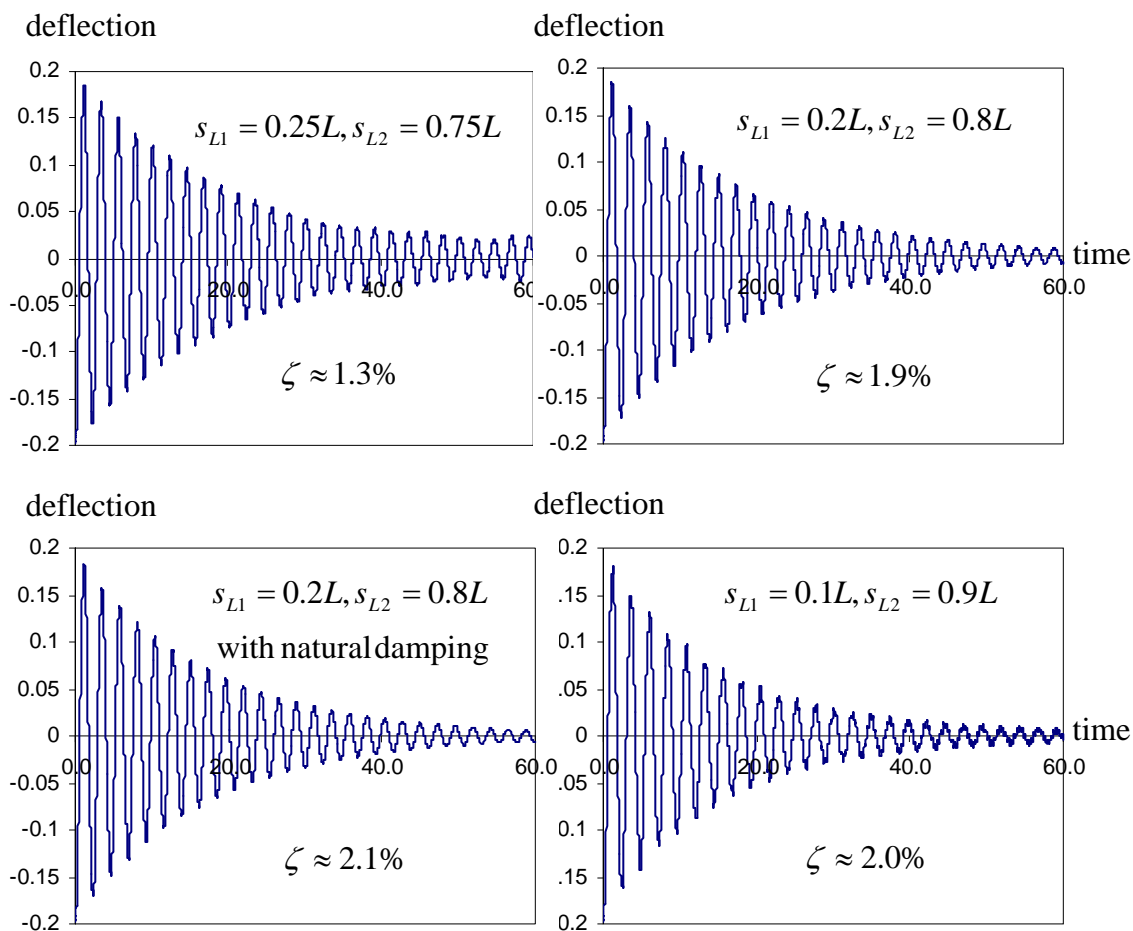 deflection
0.2
0.15
0.1
0.05
0
-0.05
-0.1
-0.15
-0.2
s_{L1} = 0.25L, s_{L2} = 0.75L
0.0 20.0 40.0 60
ζ ≈ 1.3%
deflection
0.2
0.15
0.1
0.05
0
-0.05
-0.1
-0.15
-0.2
s_{L1} = 0.2L, s_{L2} = 0.8L
time
0.0 20.0 40.0 60.0
ζ ≈ 1.9%
deflection
0.2
0.15
0.1
0.05
0
-0.05
-0.1
-0.15
-0.2
s_{L1} = 0.2L, s_{L2} = 0.8L
with natural damping
0.0 20.0 40.0 60.0
ζ ≈ 2.1%
deflection
0.2
.15
0.1
.05
0
.05
0.1
.15
0.2
s_{L1} = 0.1L, s_{L2} = 0.9L
time
0.0 20.0 40.0 60.0
ζ ≈ 2.0%